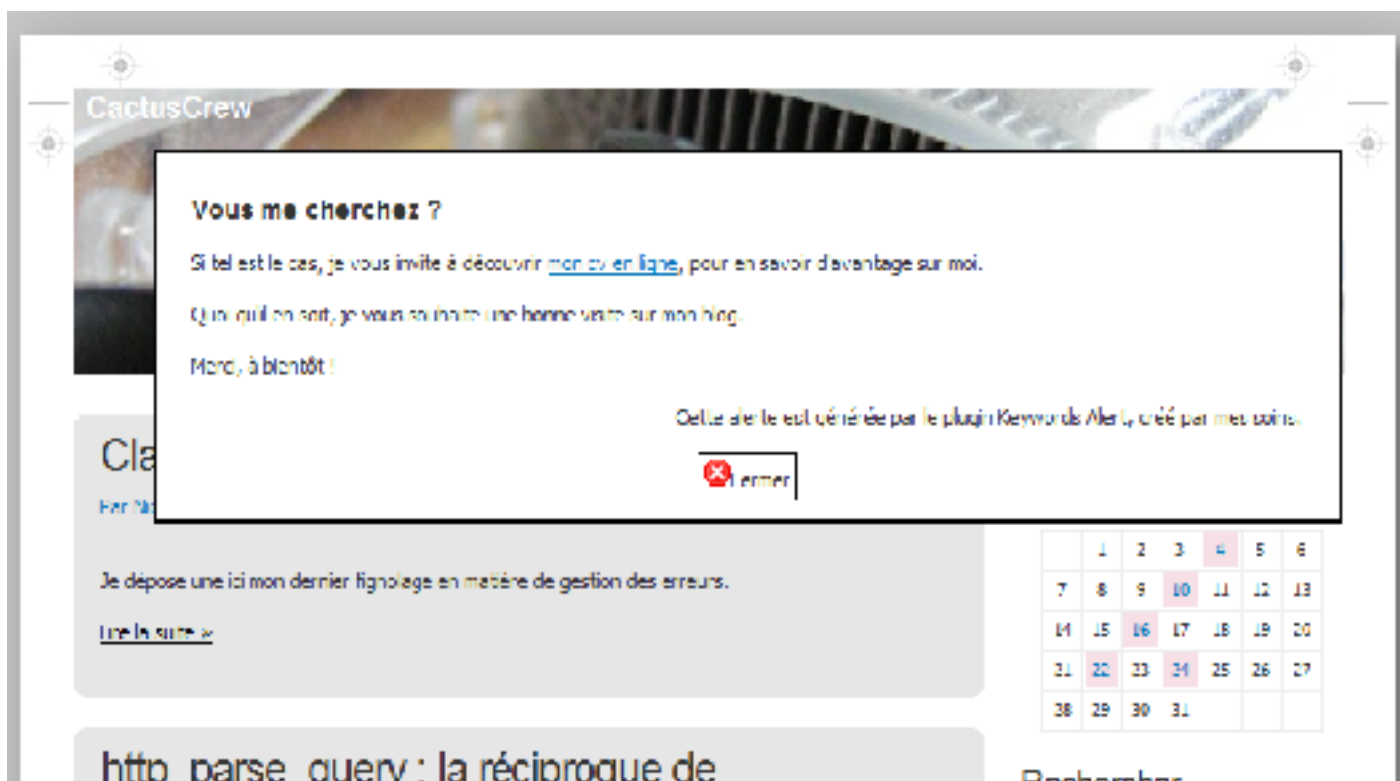 CactusCrew
Vous me cherchez ?
Si tel est le cas, je vous invite à découvrir mon cv en ligne, pour en savoir d'avantage sur moi.
Quoi qu'il en soit, je vous souhaite une bonne visite sur mon blog.
Merci, à bientôt !
Cette alerte est générée par le plugin Keywords Alert, créé par mes soins.
Fermer
Cla
Par Nic
Je dépose une ici mon dernier fignolage en matière de gestion des erreurs.
Lire la suite »
1 2 3 4 5 6
7 8 9 10 11 12 13
14 15 16 17 18 19 20
21 22 23 24 25 26 27
28 29 30 31
http_parse_query : la réciproque de
Rechercher